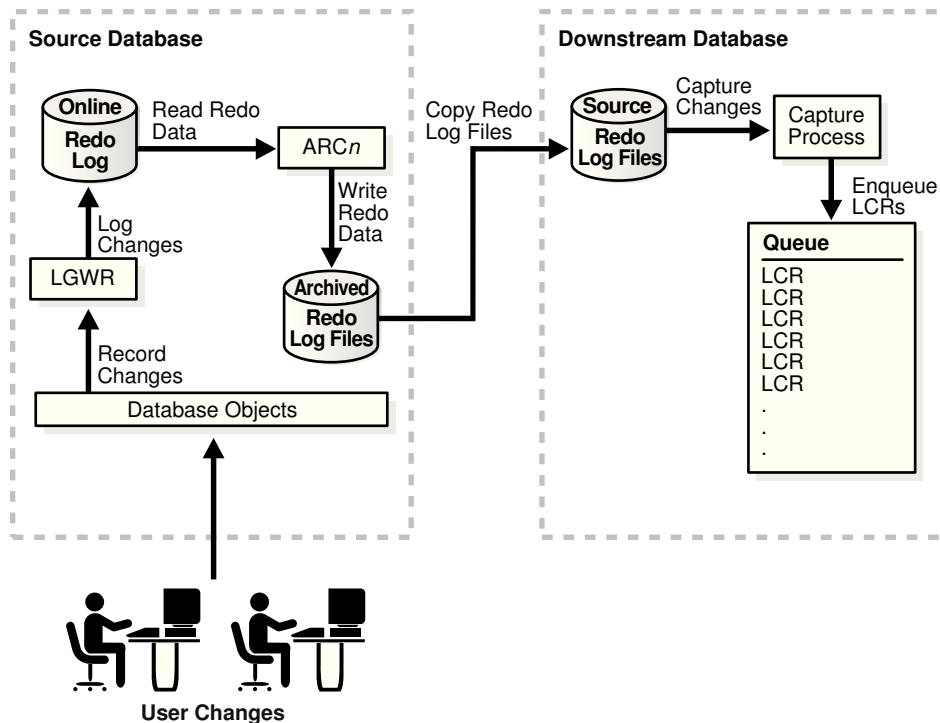 Source Database
Online
Redo
Log
Read Redo
Data
ARCn
Write
Redo
Data
Log
Changes
LGWR
Archived
Redo
Log Files
Record
Changes
Database Objects
User Changes
Copy Redo
Log Files
Downstream Database
Source
Redo
Log Files
Capture
Changes
Capture
Process
Enqueue
LCRs
Queue
LCR
LCR
LCR
LCR
LCR
LCR
.
.
.